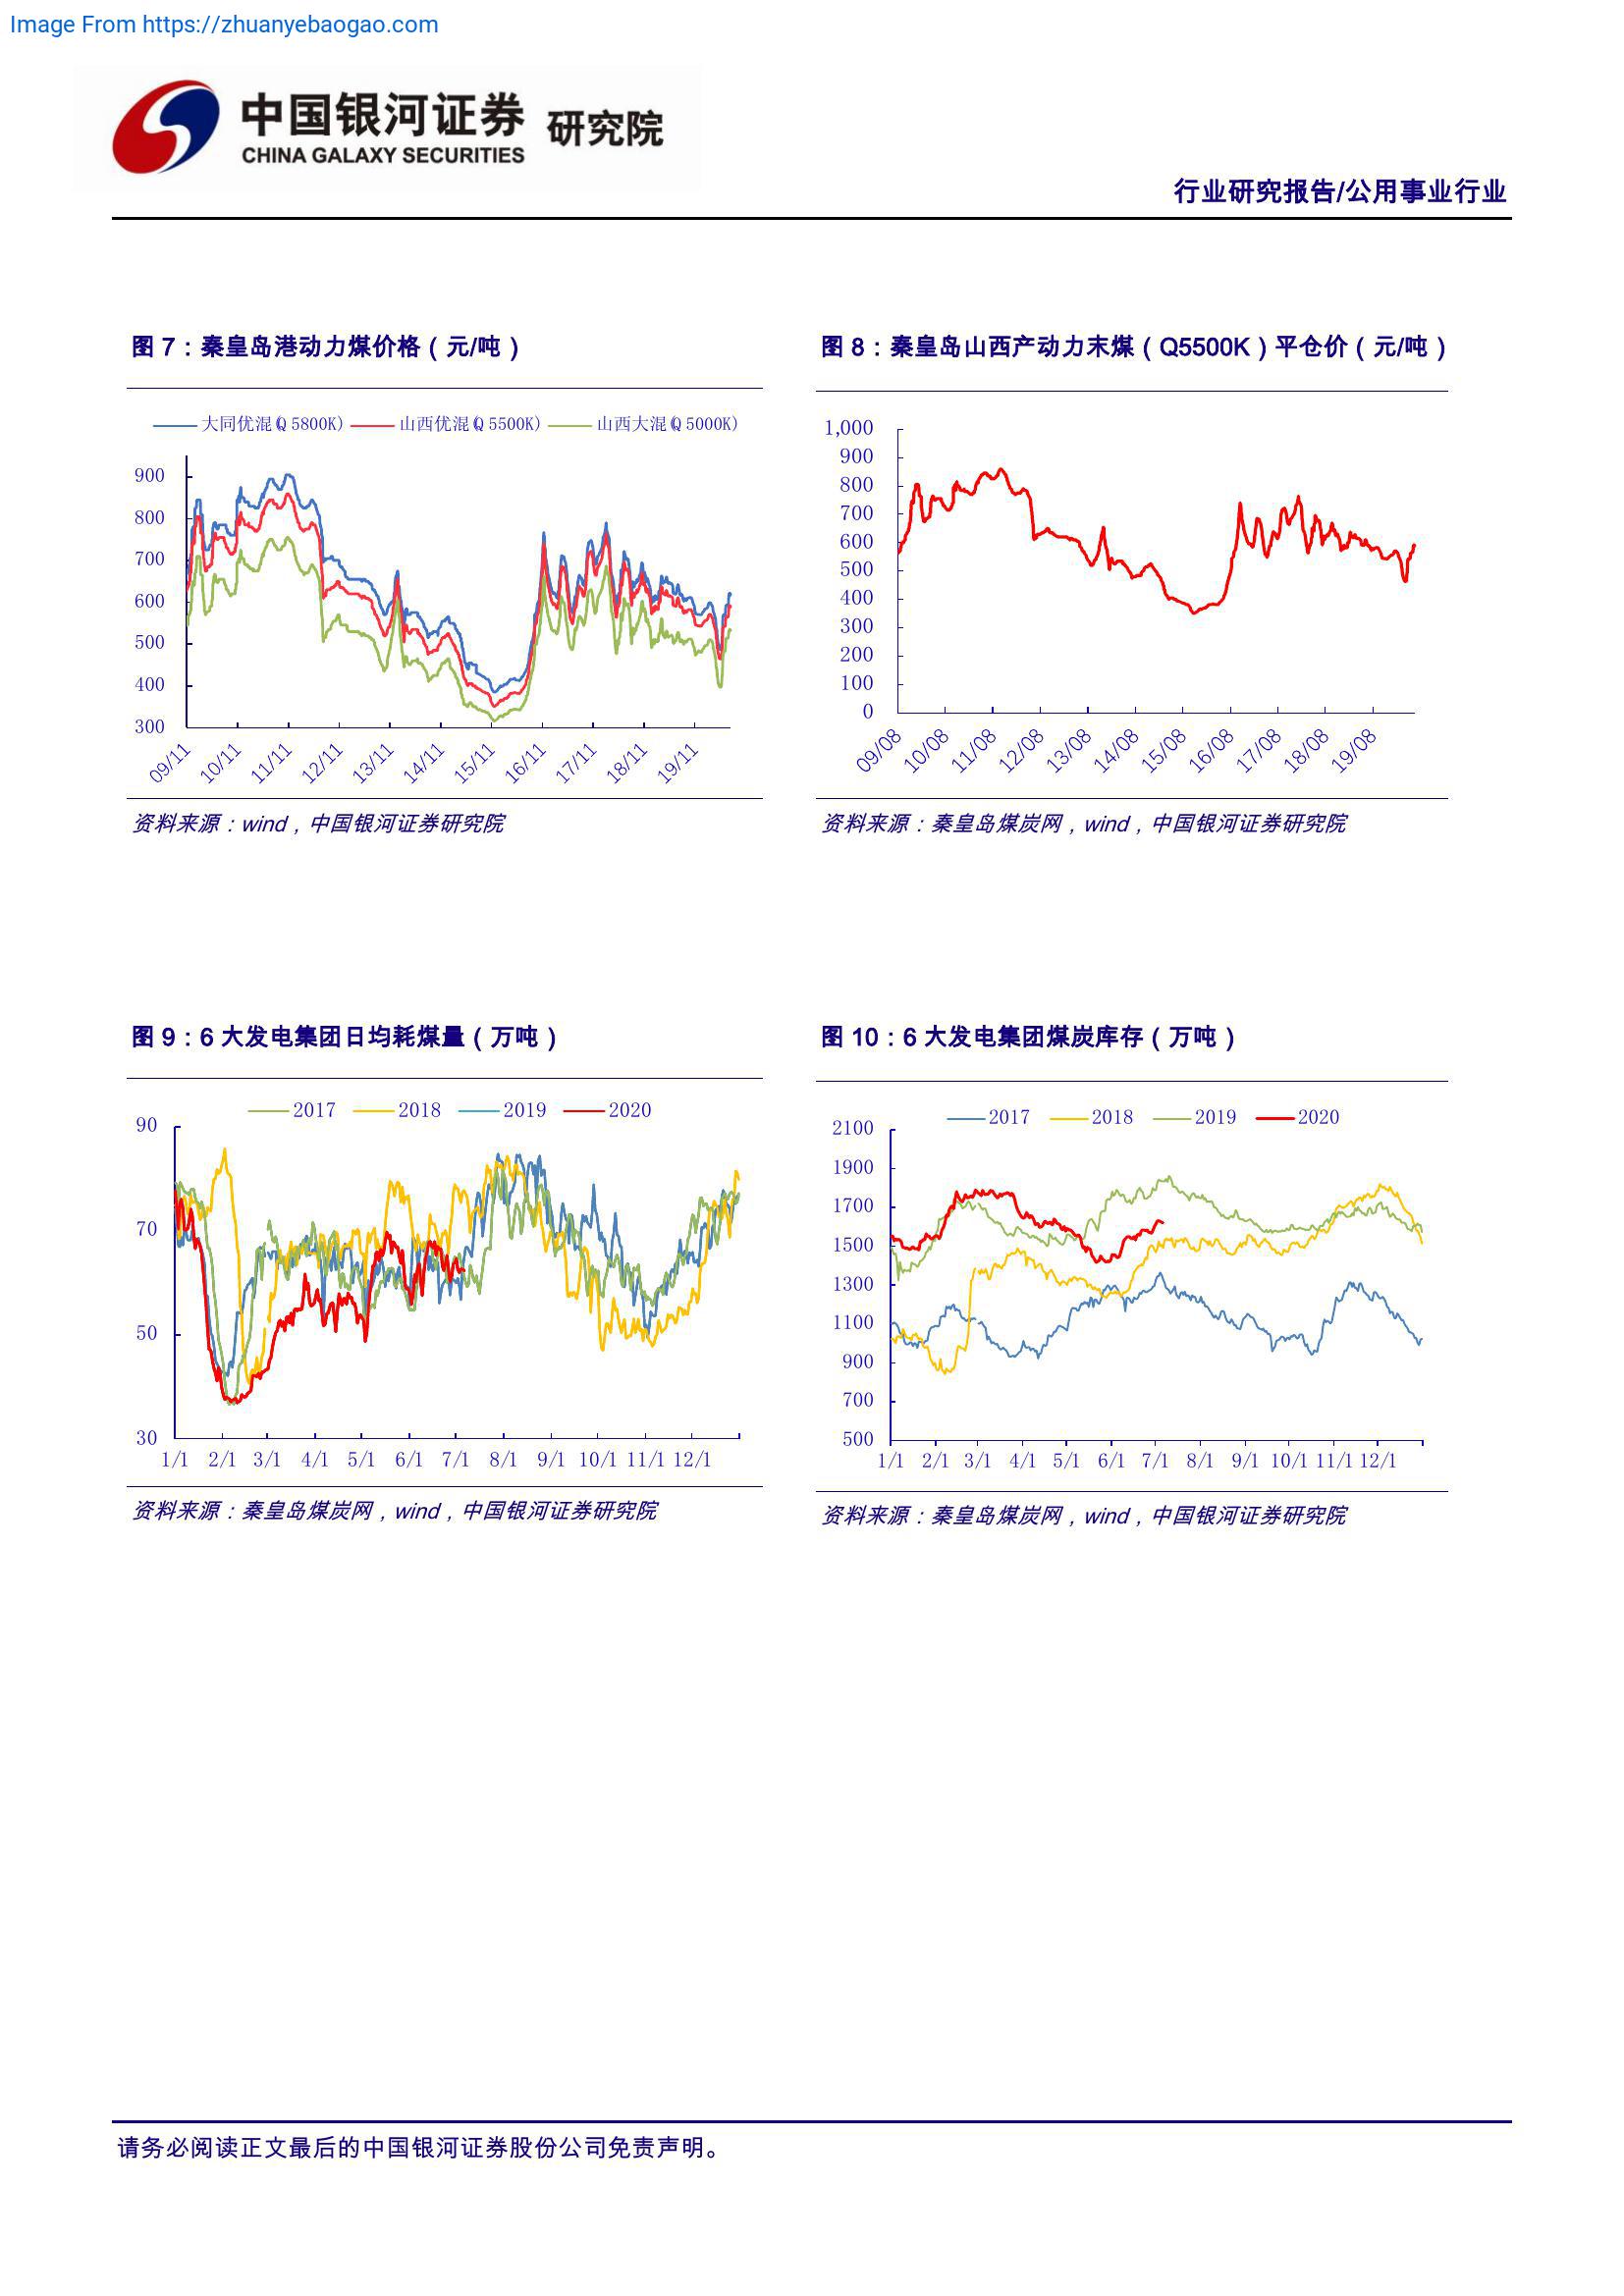 Image From https://zhuanyebaogao.com
中国银河证券 研究院
CHINA GALAXY SECURITIES
行业研究报告/公用事业行业
图 7：秦皇岛港动力煤价格（元/吨）
大同优混(Q 5800K) 山西优混(Q 5500K) 山西大混(Q 5000K)
900
800
700
600
500
400
300
09/11 10/11 11/11 12/11 13/11 14/11 15/11 16/11 17/11 18/11 19/11
资料来源：wind，中国银河证券研究院
图 8：秦皇岛山西产动力末煤（Q5500K）平仓价（元/吨）
1,000
900
800
700
600
500
400
300
200
100
0
09/08 10/08 11/08 12/08 13/08 14/08 15/08 16/08 17/08 18/08 19/08
资料来源：秦皇岛煤炭网，wind，中国银河证券研究院
图 9：6 大发电集团日均耗煤量（万吨）
2017 2018 2019 2020
90
70
50
30
1/1 2/1 3/1 4/1 5/1 6/1 7/1 8/1 9/1 10/1 11/1 12/1
资料来源：秦皇岛煤炭网，wind，中国银河证券研究院
图 10：6 大发电集团煤炭库存（万吨）
2017 2018 2019 2020
2100
1900
1700
1500
1300
1100
900
700
500
1/1 2/1 3/1 4/1 5/1 6/1 7/1 8/1 9/1 10/1 11/1 12/1
资料来源：秦皇岛煤炭网，wind，中国银河证券研究院
请务必阅读正文最后的中国银河证券股份公司免责声明。